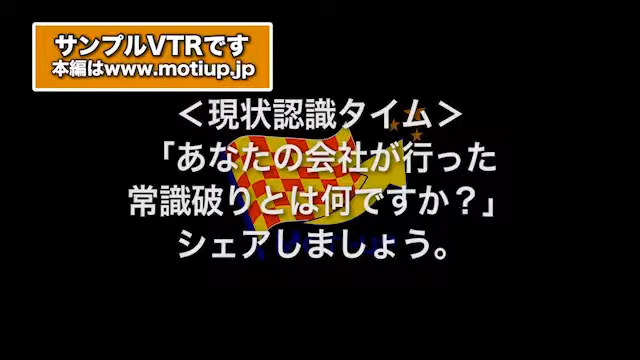 サンプルVTRです
本編はwww.motiup.jp
＜現状認識タイム＞
「あなたの会社が行った
常識破りとは何ですか？」
シェアしましょう。